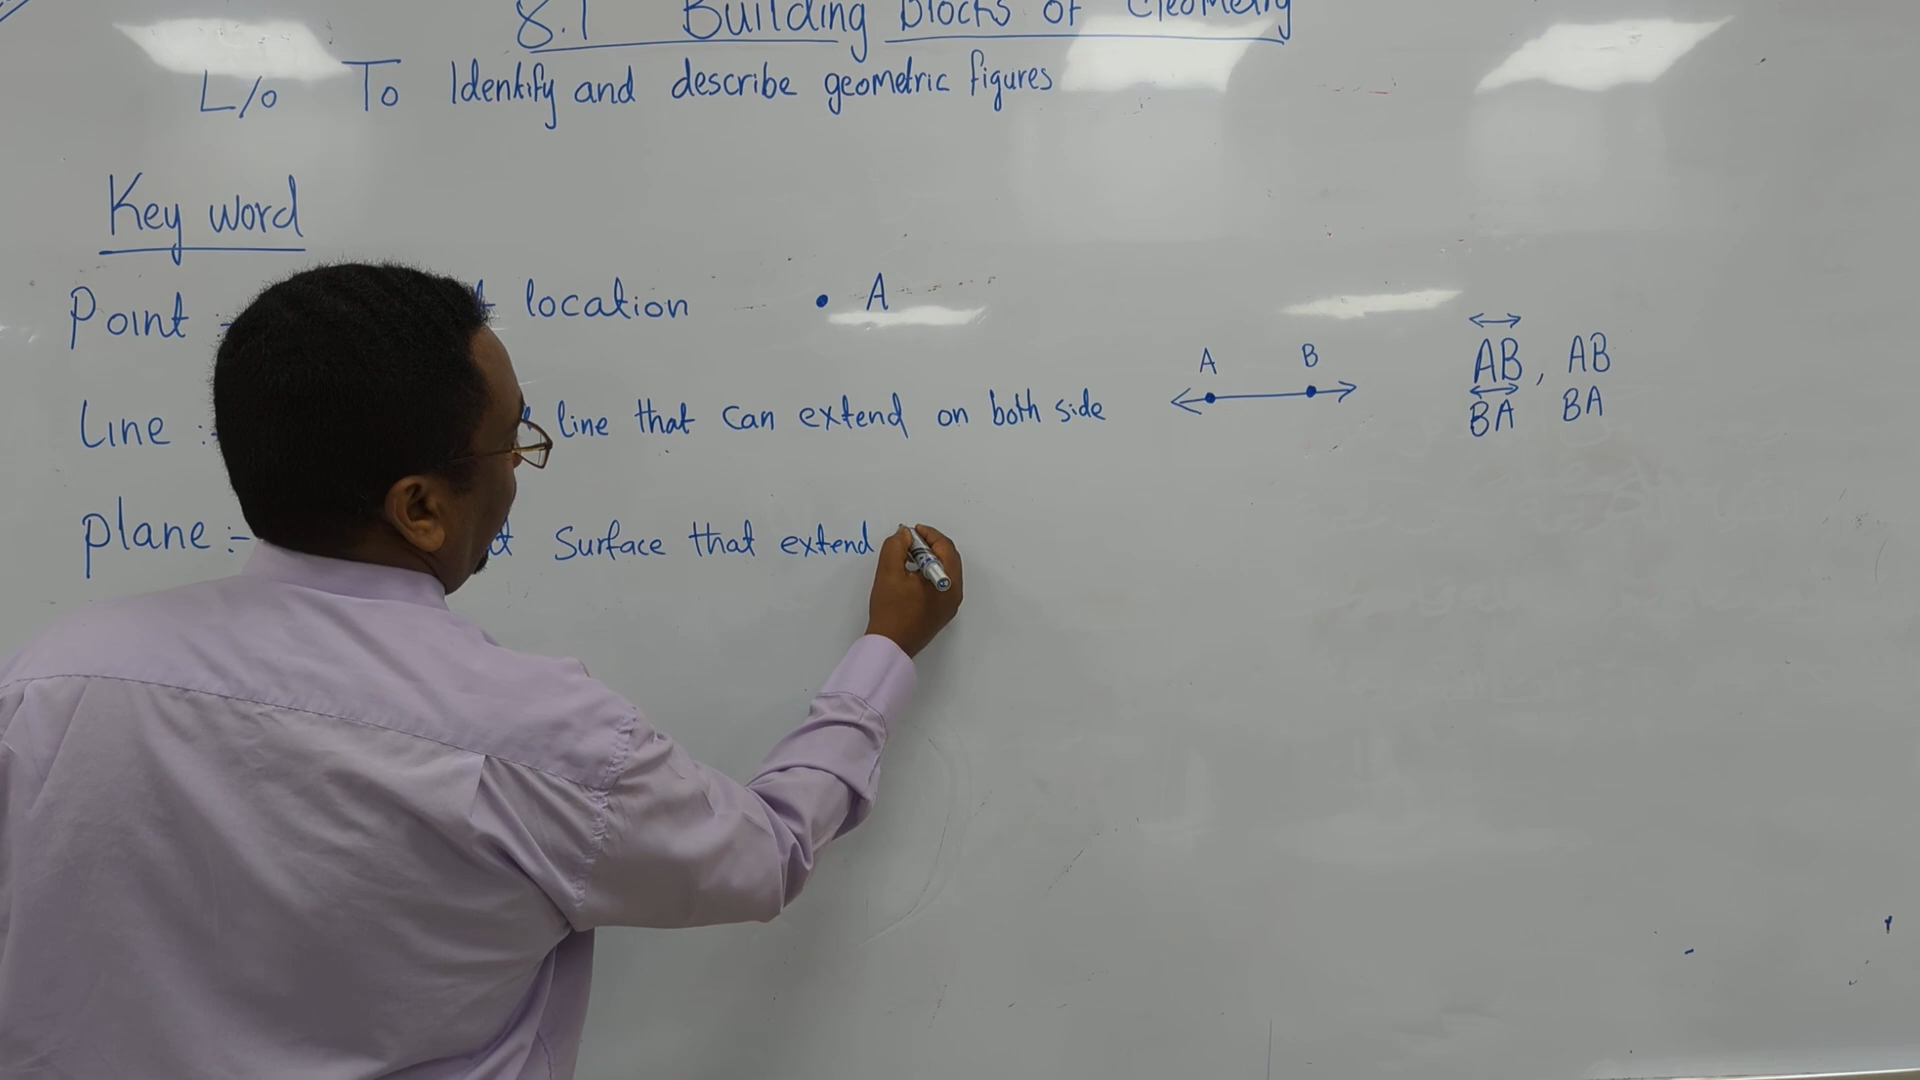 8.1 Building Blocks of Geometry
L/o To Identify and describe geometric figures
Key word
Point location • A
A B
AB, AB
Line line that can extend on both side
BA BA
plane :- Surface that extend